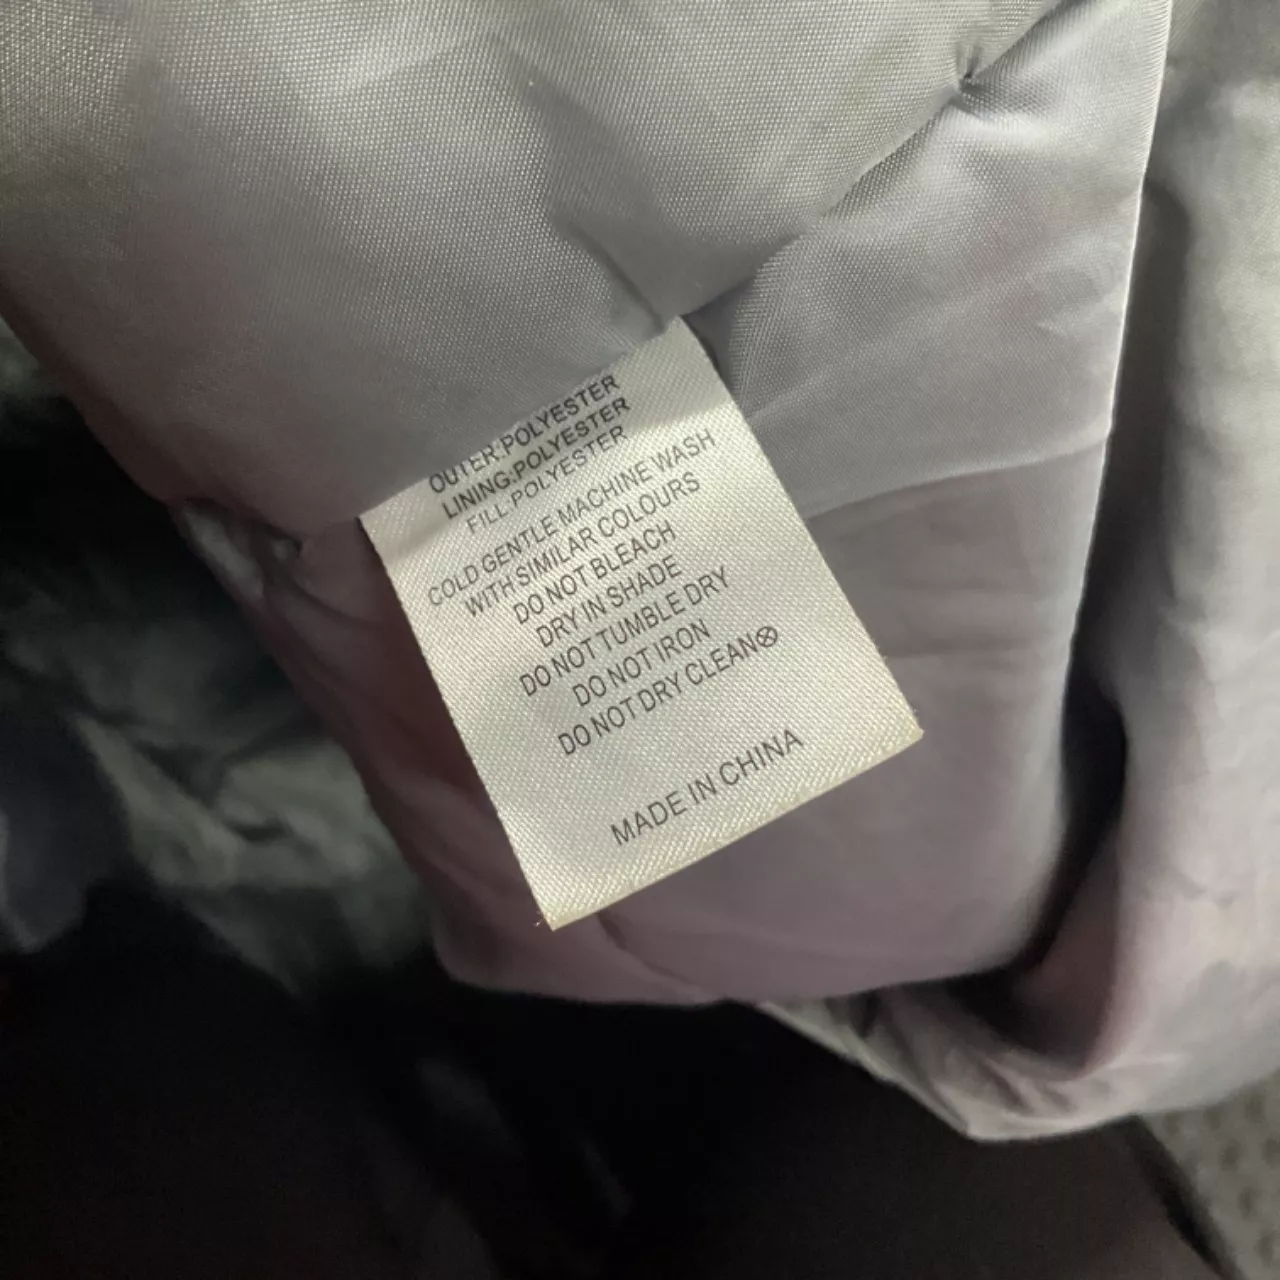 OUTER:POLYESTER
LINING:POLYESTER
FILL:POLYESTER
COLD GENTLE MACHINE WASH
WITH SIMILAR COLOURS
DO NOT BLEACH
DRY IN SHADE
DO NOT TUMBLE DRY
DO NOT IRON
DO NOT DRY CLEAN⊗
MADE IN CHINA